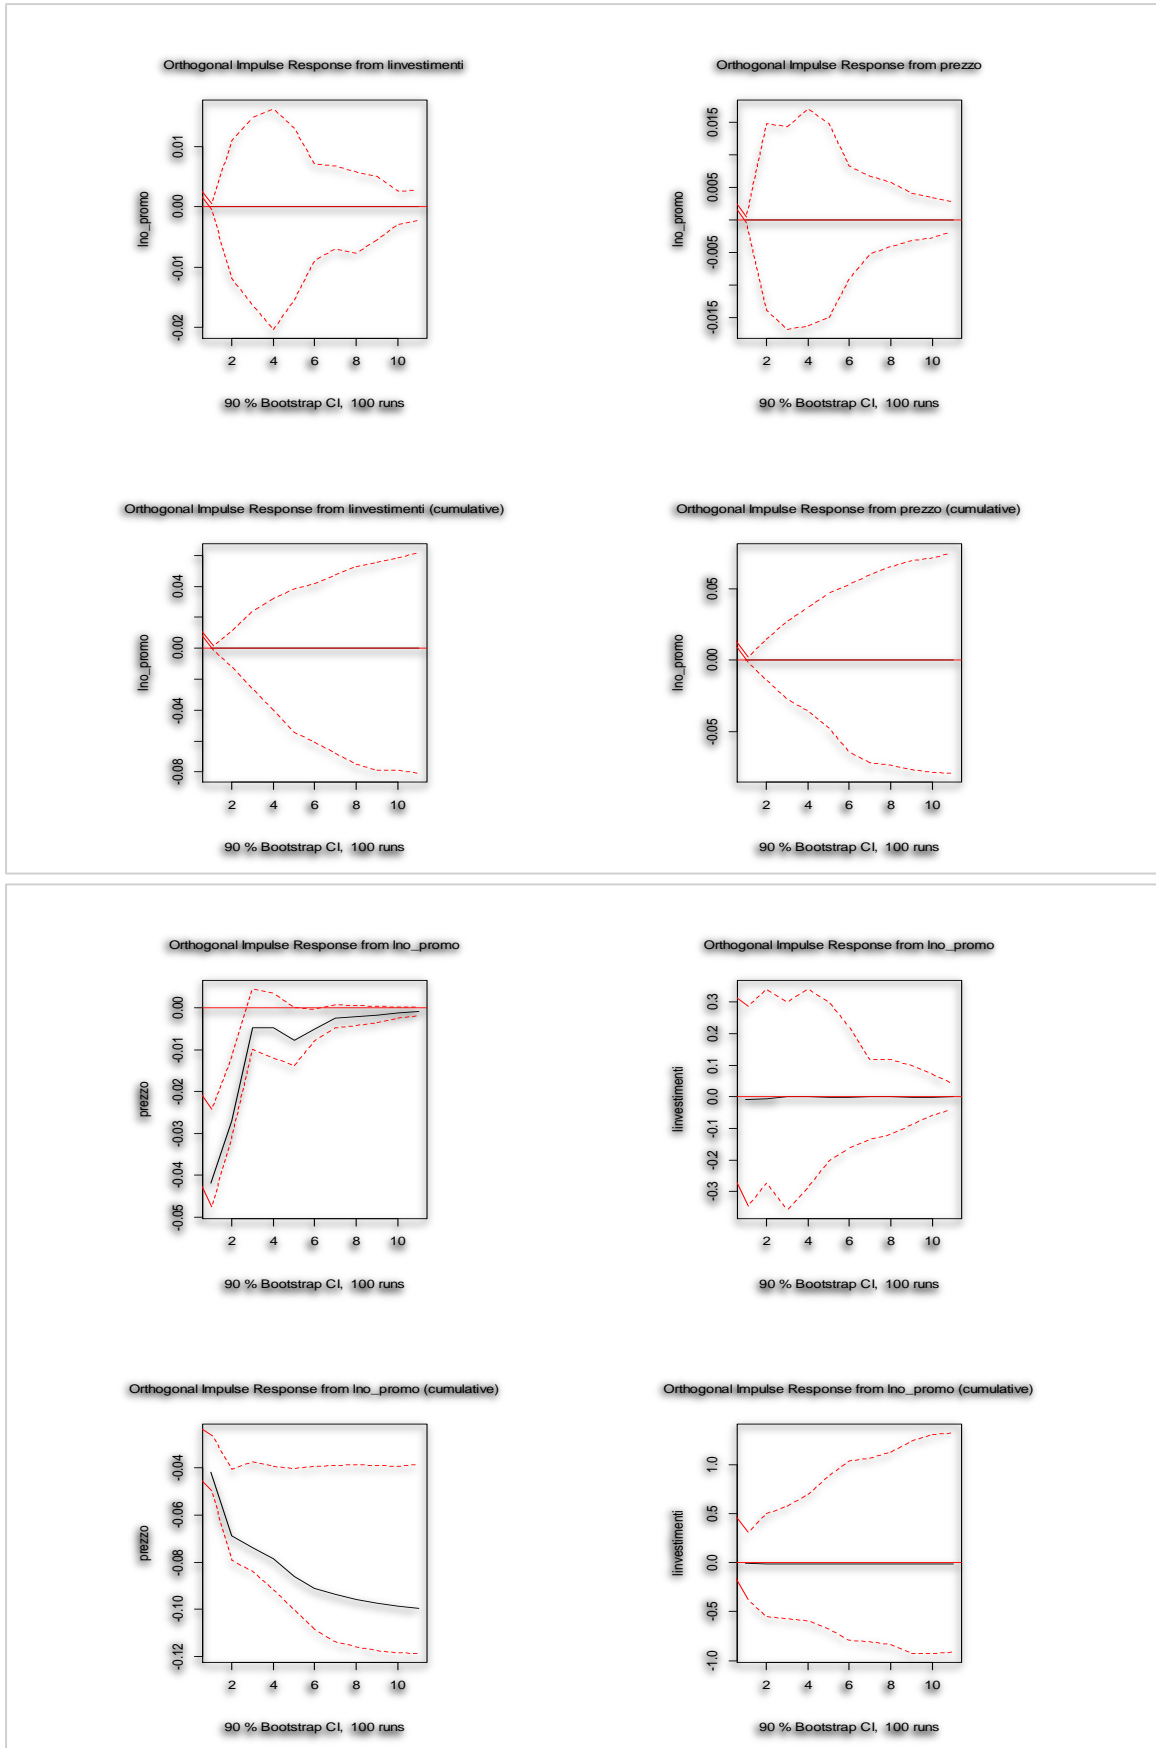 Orthogonal Impulse Response from linvestimenti
lno_promo
0.01
0.00
-0.01
-0.02
2 4 6 8 10
90 % Bootstrap CI, 100 runs
Orthogonal Impulse Response from prezzo
lno_promo
0.015
0.005
-0.005
-0.015
2 4 6 8 10
90 % Bootstrap CI, 100 runs
Orthogonal Impulse Response from linvestimenti (cumulative)
lno_promo
0.04
0.00
-0.04
-0.08
2 4 6 8 10
90 % Bootstrap CI, 100 runs
Orthogonal Impulse Response from prezzo (cumulative)
lno_promo
0.05
0.00
-0.05
2 4 6 8 10
90 % Bootstrap CI, 100 runs
Orthogonal Impulse Response from lno_promo
prezzo
0.00
-0.01
-0.02
-0.03
-0.04
-0.05
2 4 6 8 10
90 % Bootstrap CI, 100 runs
Orthogonal Impulse Response from lno_promo
linvestimenti
0.3
0.2
0.1
0.0
-0.1
-0.2
-0.3
2 4 6 8 10
90 % Bootstrap CI, 100 runs
Orthogonal Impulse Response from lno_promo (cumulative)
prezzo
-0.04
-0.06
-0.08
-0.10
-0.12
2 4 6 8 10
90 % Bootstrap CI, 100 runs
Orthogonal Impulse Response from lno_promo (cumulative)
linvestimenti
1.0
0.5
0.0
-0.5
-1.0
2 4 6 8 10
90 % Bootstrap CI, 100 runs